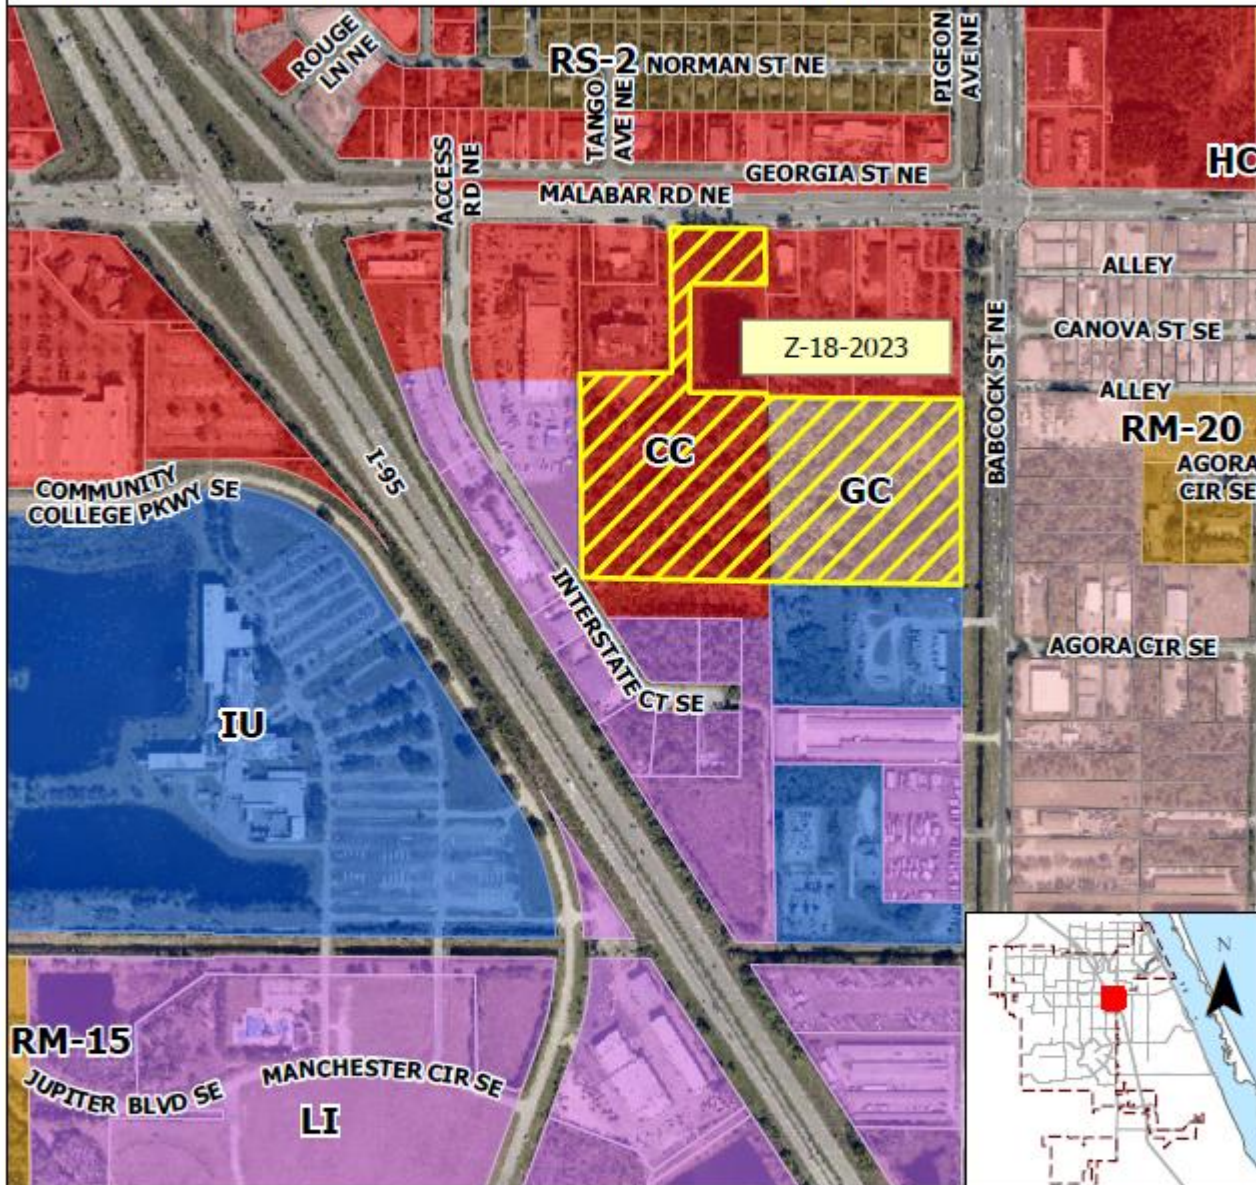 ROUGE
LN NE
RS-2
NORMAN ST NE
PIGEON
AVE NE
TANGO
AVE NE
ACCESS
RD NE
GEORGIA ST NE
HC
MALABAR RD NE
ALLEY
CANOVA ST SE
Z-18-2023
ALLEY
BABCOCK ST NE
RM-20
AGORA
CIR SE
CC
GC
I-95
COMMUNITY
COLLEGE PKWY SE
INTERSTATE CT SE
AGORA CIR SE
IU
N
RM-15
JUPITER BLVD SE
MANCHESTER CIR SE
LI